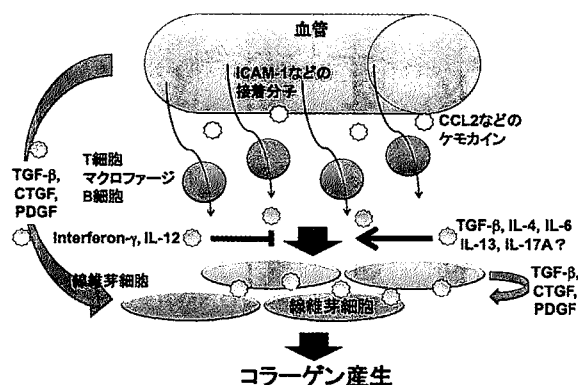 血管
ICAM-1などの
接着分子
CCL2などの
ケモカイン
TGF-β,
CTGF,
PDGF
T細胞
マクロファージ
B細胞
Interferon-γ, IL-12
TGF-β, IL-4, IL-6
IL-13, IL-17A?
線維芽細胞
線維芽細胞
TGF-β,
CTGF,
PDGF
コラーゲン産生